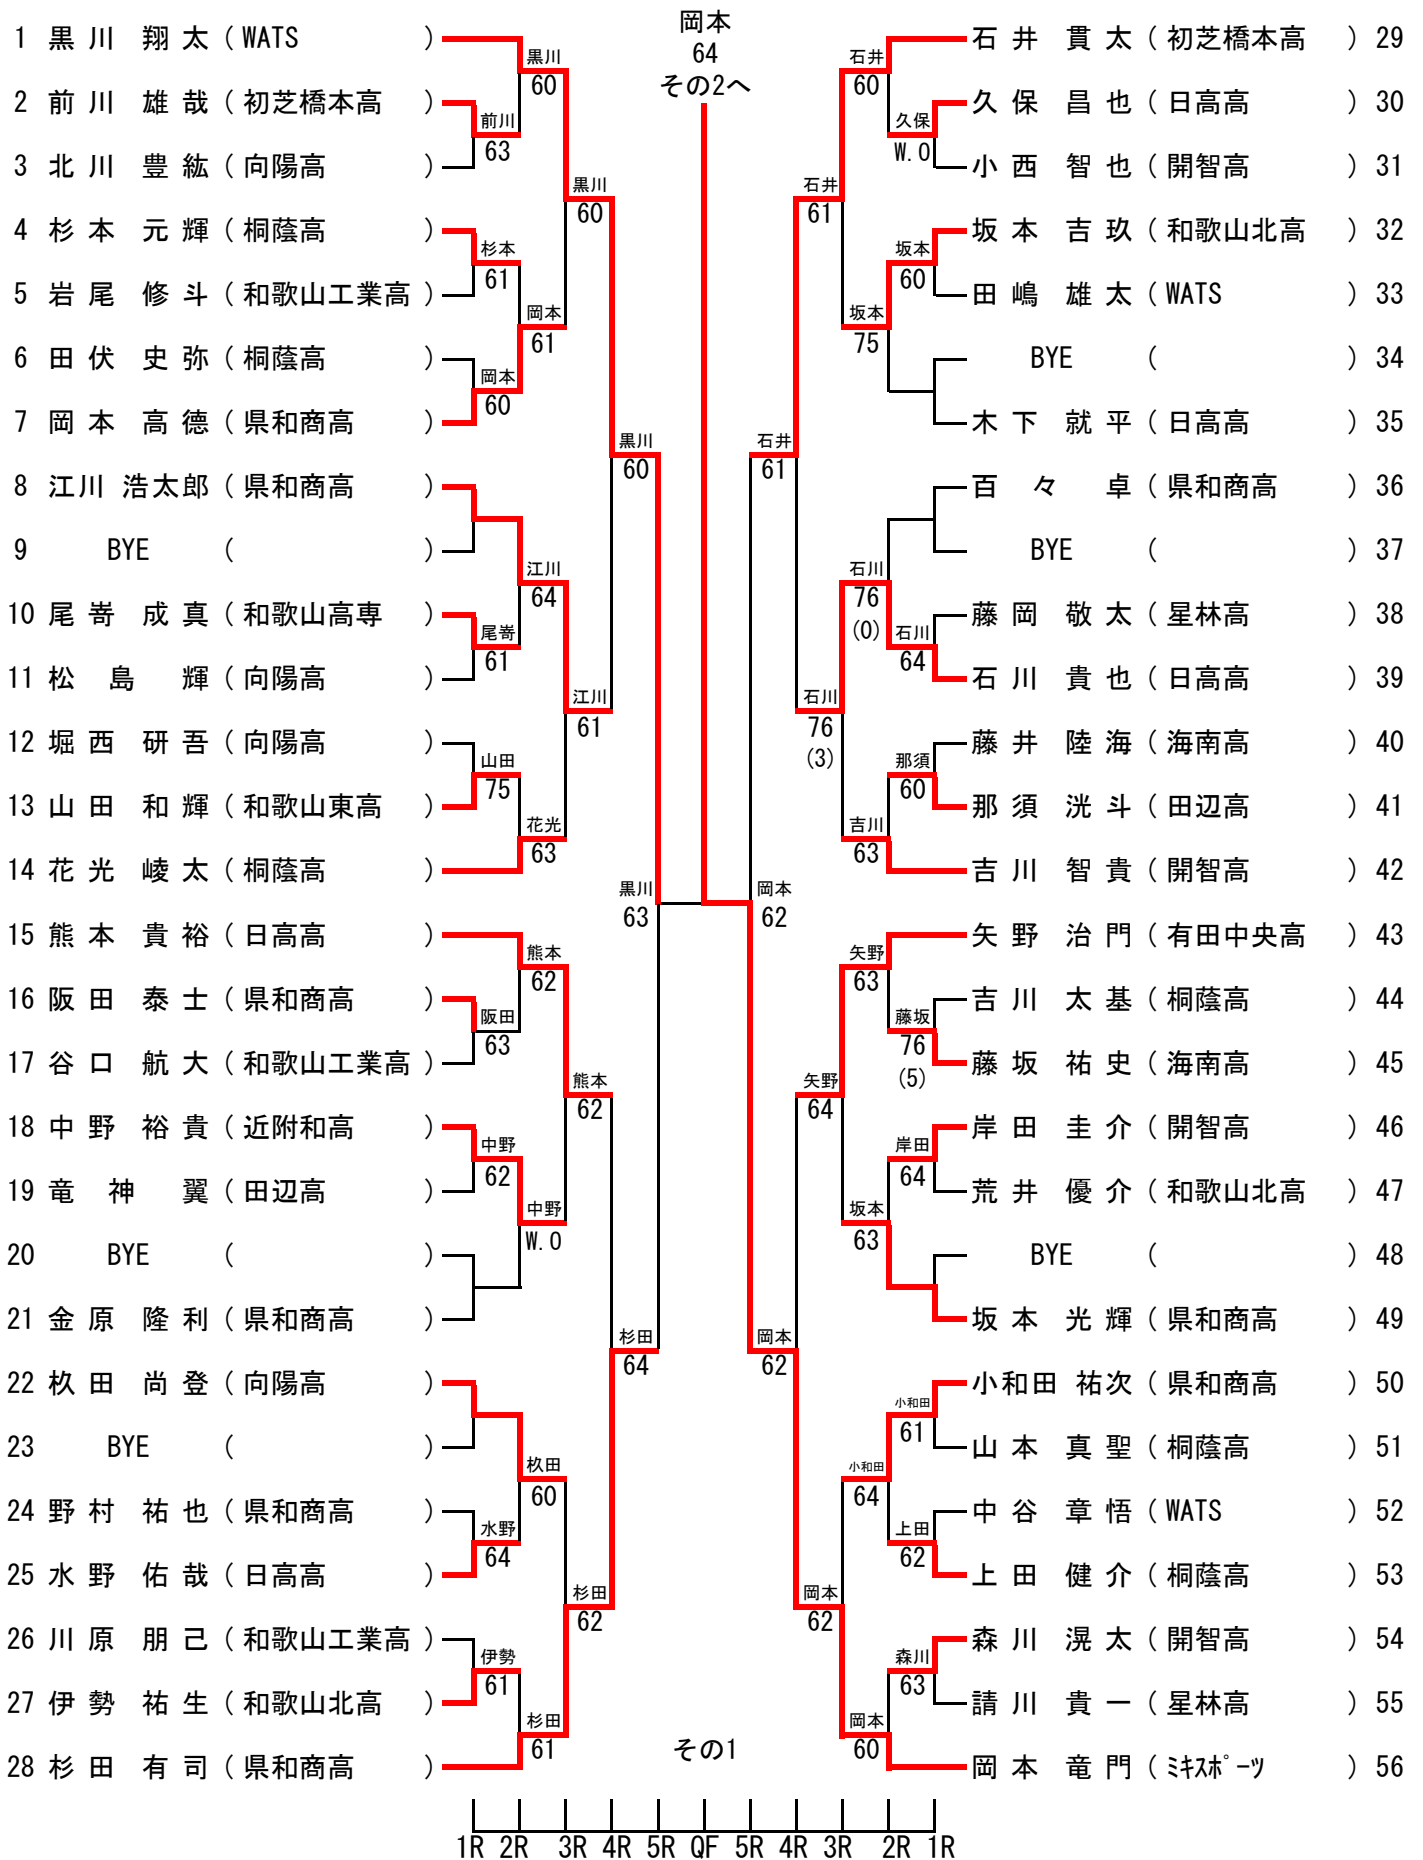 岡本
64
その2へ
1 黒川 翔太 ( WATS )
2 前川 雄哉 ( 初芝橋本高 )
3 北川 豊紘 ( 向陽高 )
4 杉本 元輝 ( 桐蔭高 )
5 岩尾 修斗 ( 和歌山工業高 )
6 田伏 史弥 ( 桐蔭高 )
7 岡本 高徳 ( 県和商高 )
8 江川 浩太郎 ( 県和商高 )
9 BYE ( )
10 尾嵜 成真 ( 和歌山高専 )
11 松島 輝 ( 向陽高 )
12 堀西 研吾 ( 向陽高 )
13 山田 和輝 ( 和歌山東高 )
14 花光 崚太 ( 桐蔭高 )
15 熊本 貴裕 ( 日高高 )
16 阪田 泰士 ( 県和商高 )
17 谷口 航大 ( 和歌山工業高 )
18 中野 裕貴 ( 近附和高 )
19 竜神 翼 ( 田辺高 )
20 BYE ( )
21 金原 隆利 ( 県和商高 )
22 杦田 尚登 ( 向陽高 )
23 BYE ( )
24 野村 祐也 ( 県和商高 )
25 水野 佑哉 ( 日高高 )
26 川原 朋己 ( 和歌山工業高 )
27 伊勢 祐生 ( 和歌山北高 )
28 杉田 有司 ( 県和商高 )
前川
63
杉本
61
岡本
60
尾嵜
61
山田
75
阪田
63
中野
62
水野
64
伊勢
61
黒川
60
岡本
61
江川
64
花光
63
熊本
62
中野
W.O
杦田
60
杉田
61
黒川
60
江川
61
熊本
62
杉田
62
黒川
60
杉田
64
黒川
63
岡本
62
石井
61
岡本
62
石井
61
石川
76
(3)
矢野
64
岡本
62
石井
60
坂本
75
石川
76
(0)
吉川
63
矢野
63
坂本
63
小和田
64
岡本
60
久保
W.O
坂本
60
石川
64
那須
60
藤坂
76
(5)
岸田
64
小和田
61
上田
62
森川
63
石井 貫太 ( 初芝橋本高 ) 29
久保 昌也 ( 日高高 ) 30
小西 智也 ( 開智高 ) 31
坂本 吉玖 ( 和歌山北高 ) 32
田嶋 雄太 ( WATS ) 33
BYE ( ) 34
木下 就平 ( 日高高 ) 35
百々 卓 ( 県和商高 ) 36
BYE ( ) 37
藤岡 敬太 ( 星林高 ) 38
石川 貴也 ( 日高高 ) 39
藤井 陸海 ( 海南高 ) 40
那須 洸斗 ( 田辺高 ) 41
吉川 智貴 ( 開智高 ) 42
矢野 治門 ( 有田中央高 ) 43
吉川 太基 ( 桐蔭高 ) 44
藤坂 祐史 ( 海南高 ) 45
岸田 圭介 ( 開智高 ) 46
荒井 優介 ( 和歌山北高 ) 47
BYE ( ) 48
坂本 光輝 ( 県和商高 ) 49
小和田 祐次 ( 県和商高 ) 50
山本 真聖 ( 桐蔭高 ) 51
中谷 章悟 ( WATS ) 52
上田 健介 ( 桐蔭高 ) 53
森川 滉太 ( 開智高 ) 54
請川 貴一 ( 星林高 ) 55
岡本 竜門 ( ﾐｷｽﾎﾟｰﾂ ) 56
その1
1R 2R 3R 4R 5R QF 5R 4R 3R 2R 1R